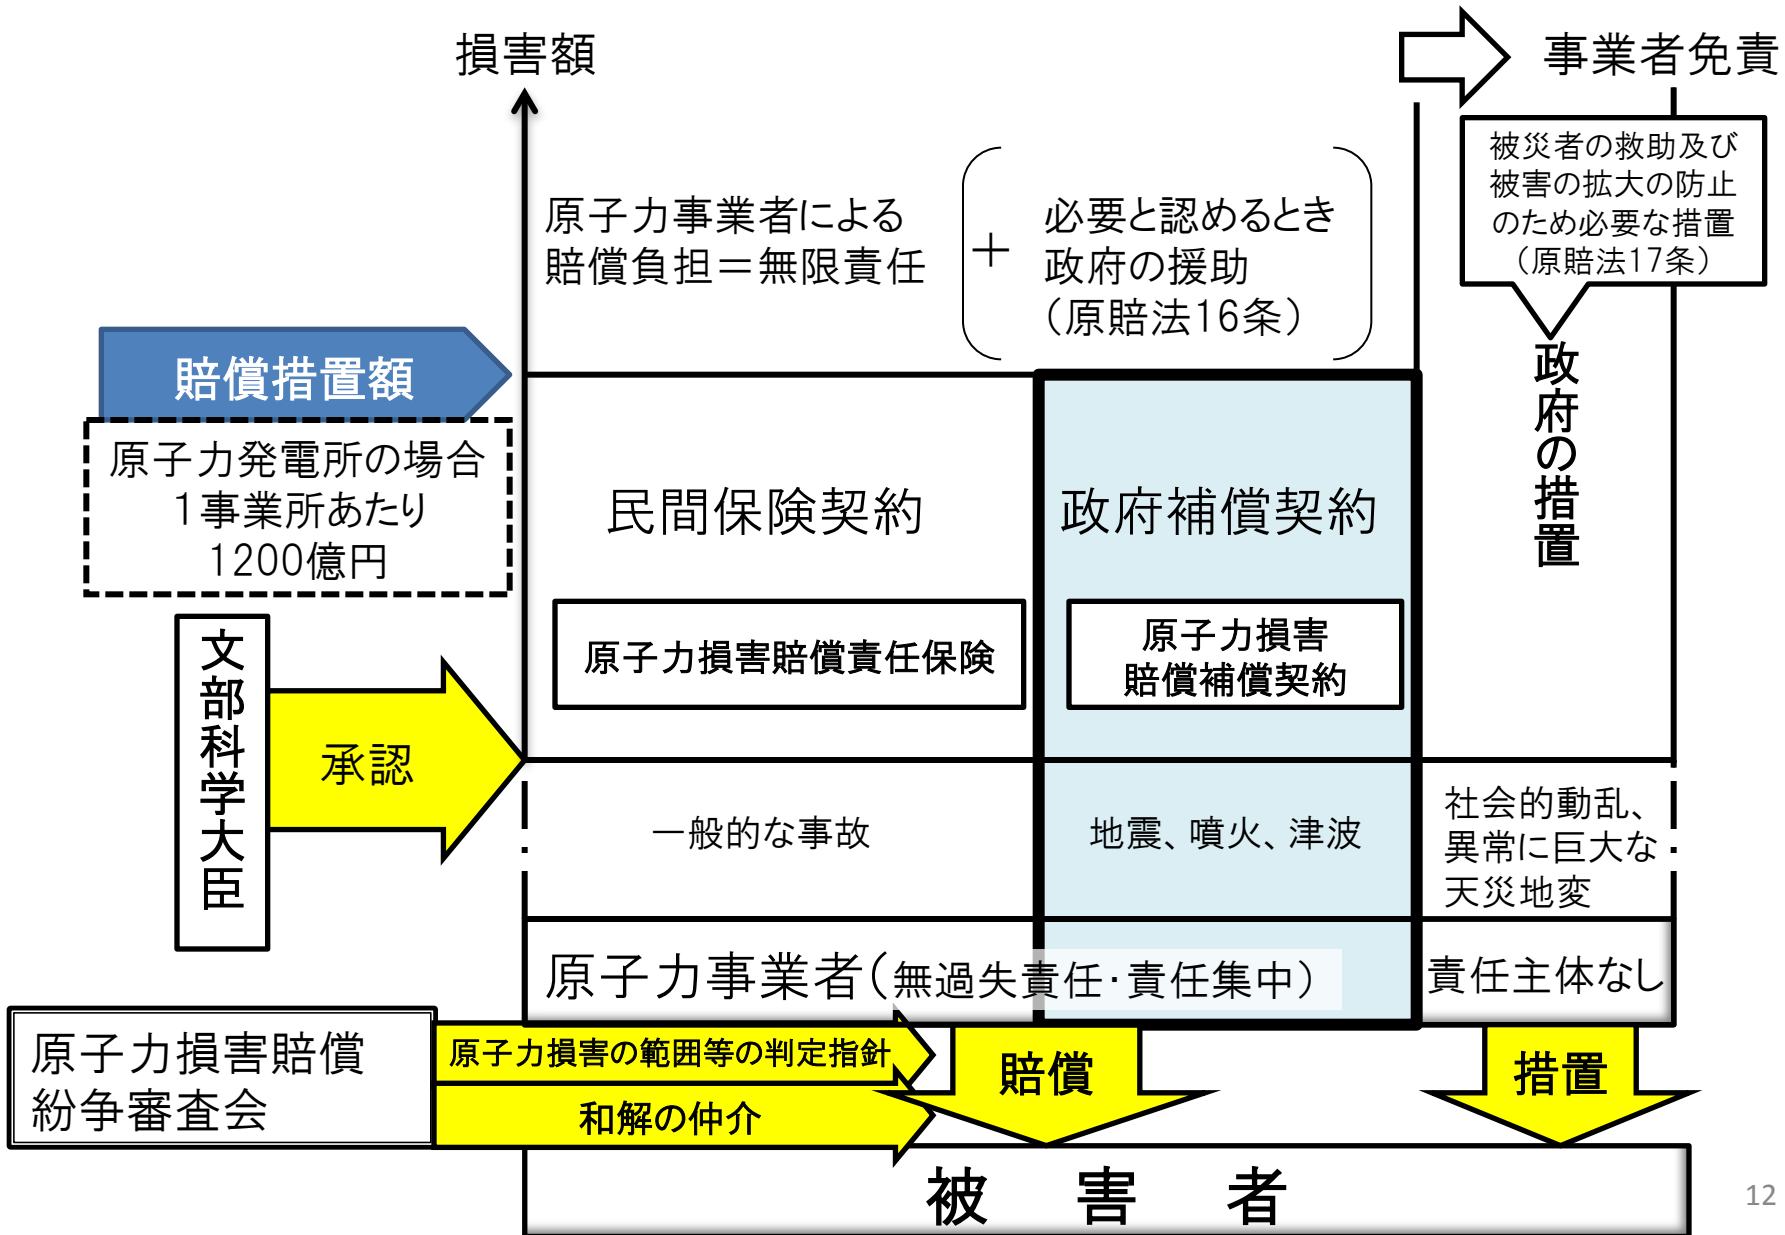 損害額
事業者免責
被災者の救助及び
被害の拡大の防止
のため必要な措置
（原賠法17条）
原子力事業者による
賠償負担＝無限責任
＋
必要と認めるとき
政府の援助
（原賠法16条）
賠償措置額
原子力発電所の場合
１事業所あたり
1200億円
民間保険契約
政府補償契約
政府の措置
原子力損害賠償責任保険
原子力損害
賠償補償契約
文部科学大臣
承認
一般的な事故
地震、噴火、津波
社会的動乱、
異常に巨大な
天災地変
原子力事業者（無過失責任・責任集中）
責任主体なし
原子力損害賠償
紛争審査会
原子力損害の範囲等の判定指針
和解の仲介
賠償
措置
被　害　者
12